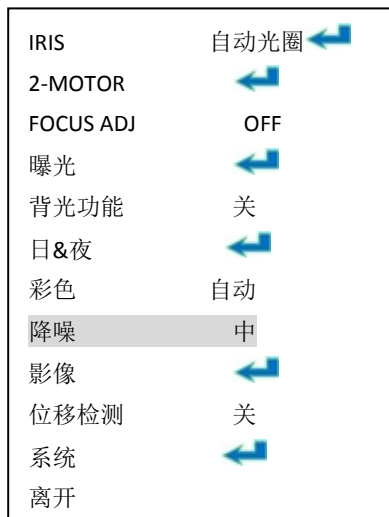 IRIS 自动光圈
2-MOTOR
FOCUS ADJ OFF
曝光
背光功能 关
日&夜
彩色 自动
降噪 中
影像
位移检测 关
系统
离开